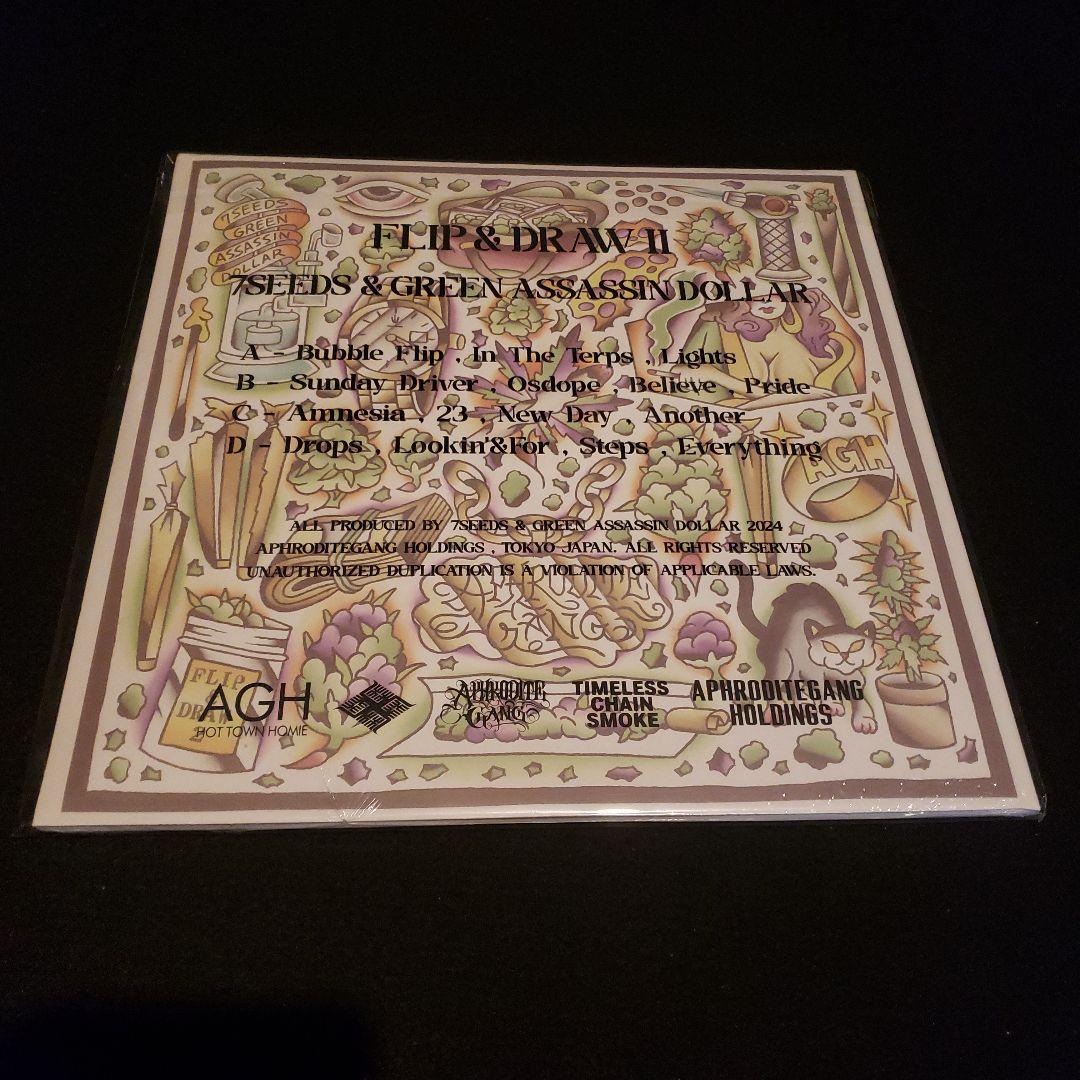 7SEEDS
GREEN
ASSASSIN
DOLLAR
FLIP & DRAW II
7SEEDS & GREEN ASSASSIN DOLLAR
A - Bubble Flip , In The Terps , Lights
B - Sunday Driver , Osdope , Believe , Pride
C - Amnesia , 23 , New Day , Another
D - Drops , Lookin'&For , Steps , Everything
AGH
ALL PRODUCED BY 7SEEDS & GREEN ASSASSIN DOLLAR 2024
APHRODITEGANG HOLDINGS , TOKYO JAPAN. ALL RIGHTS RESERVED
UNAUTHORIZED DUPLICATION IS A VIOLATION OF APPLICABLE LAWS.
FLIP
DRAW
AGH
HOT TOWN HOMIE
APHRODITE
GANG
TIMELESS
CHAIN
SMOKE
APHRODITEGANG
HOLDINGS